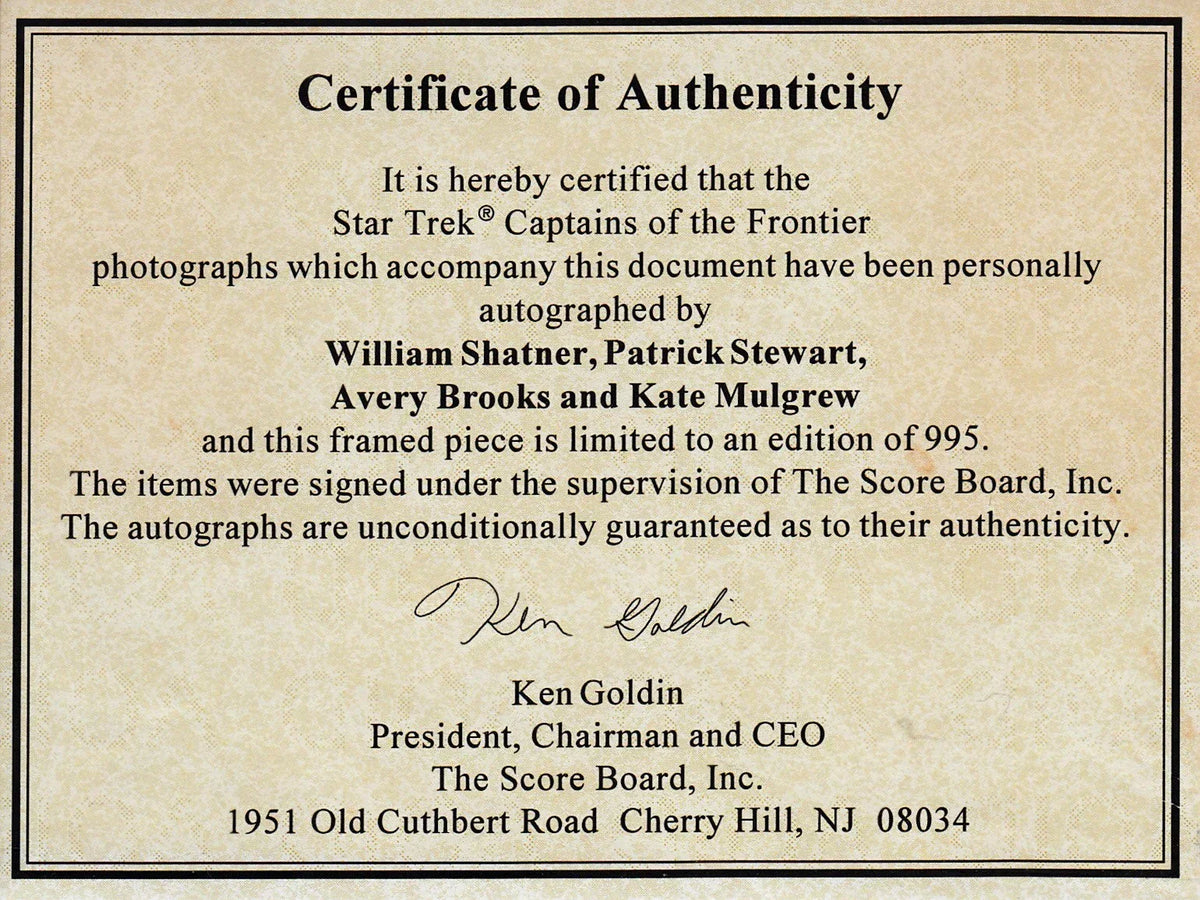 Certificate of Authenticity
It is hereby certified that the
Star Trek® Captains of the Frontier
photographs which accompany this document have been personally
autographed by
William Shatner, Patrick Stewart,
Avery Brooks and Kate Mulgrew
and this framed piece is limited to an edition of 995.
The items were signed under the supervision of The Score Board, Inc.
The autographs are unconditionally guaranteed as to their authenticity.
Ken Goldin
Ken Goldin
President, Chairman and CEO
The Score Board, Inc.
1951 Old Cuthbert Road Cherry Hill, NJ 08034